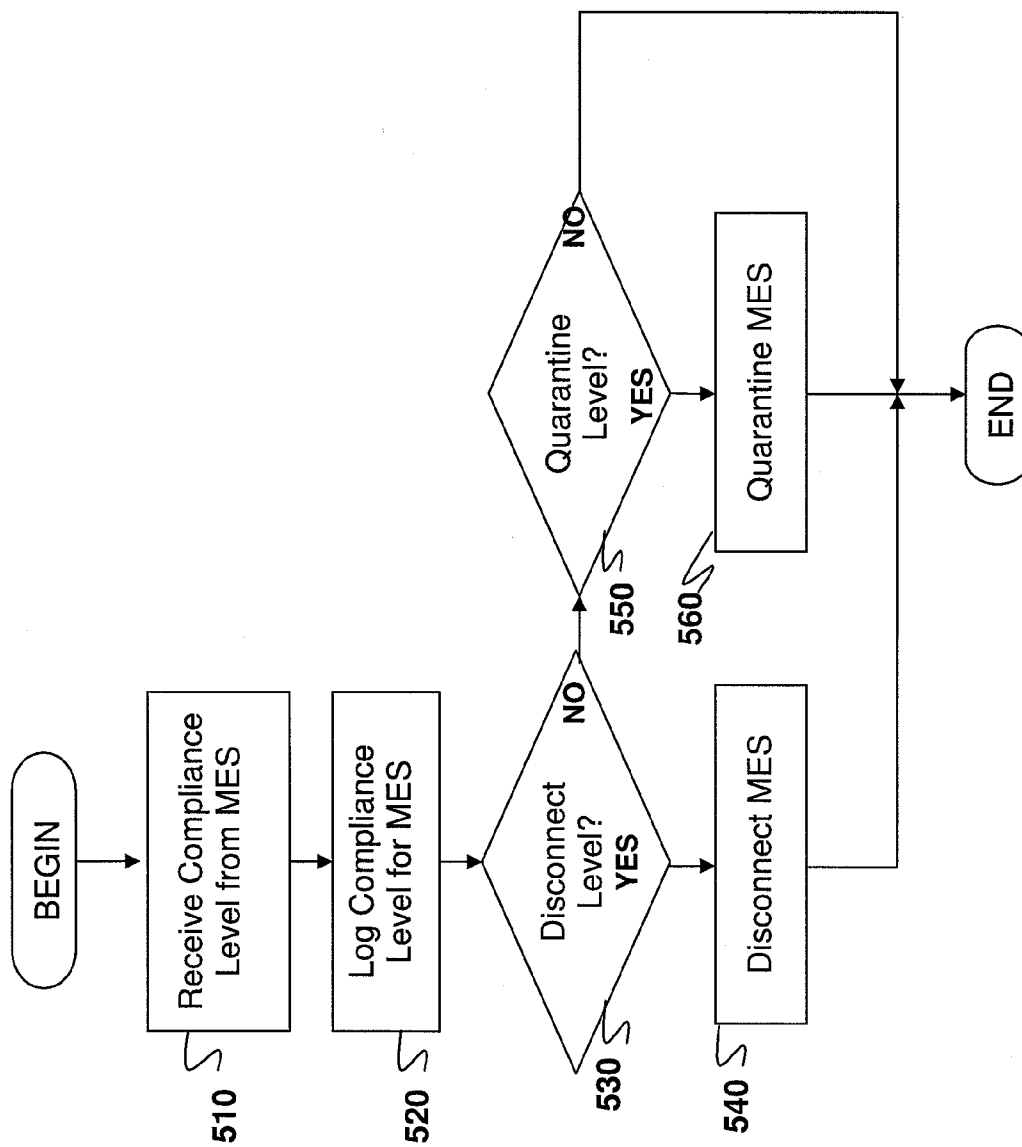 BEGIN
510
Receive Compliance
Level from MES
520
Log Compliance
Level for MES
530
Disconnect
Level?
YES
NO
540
Disconnect MES
550
Quarantine
Level?
YES
NO
560
Quarantine MES
END